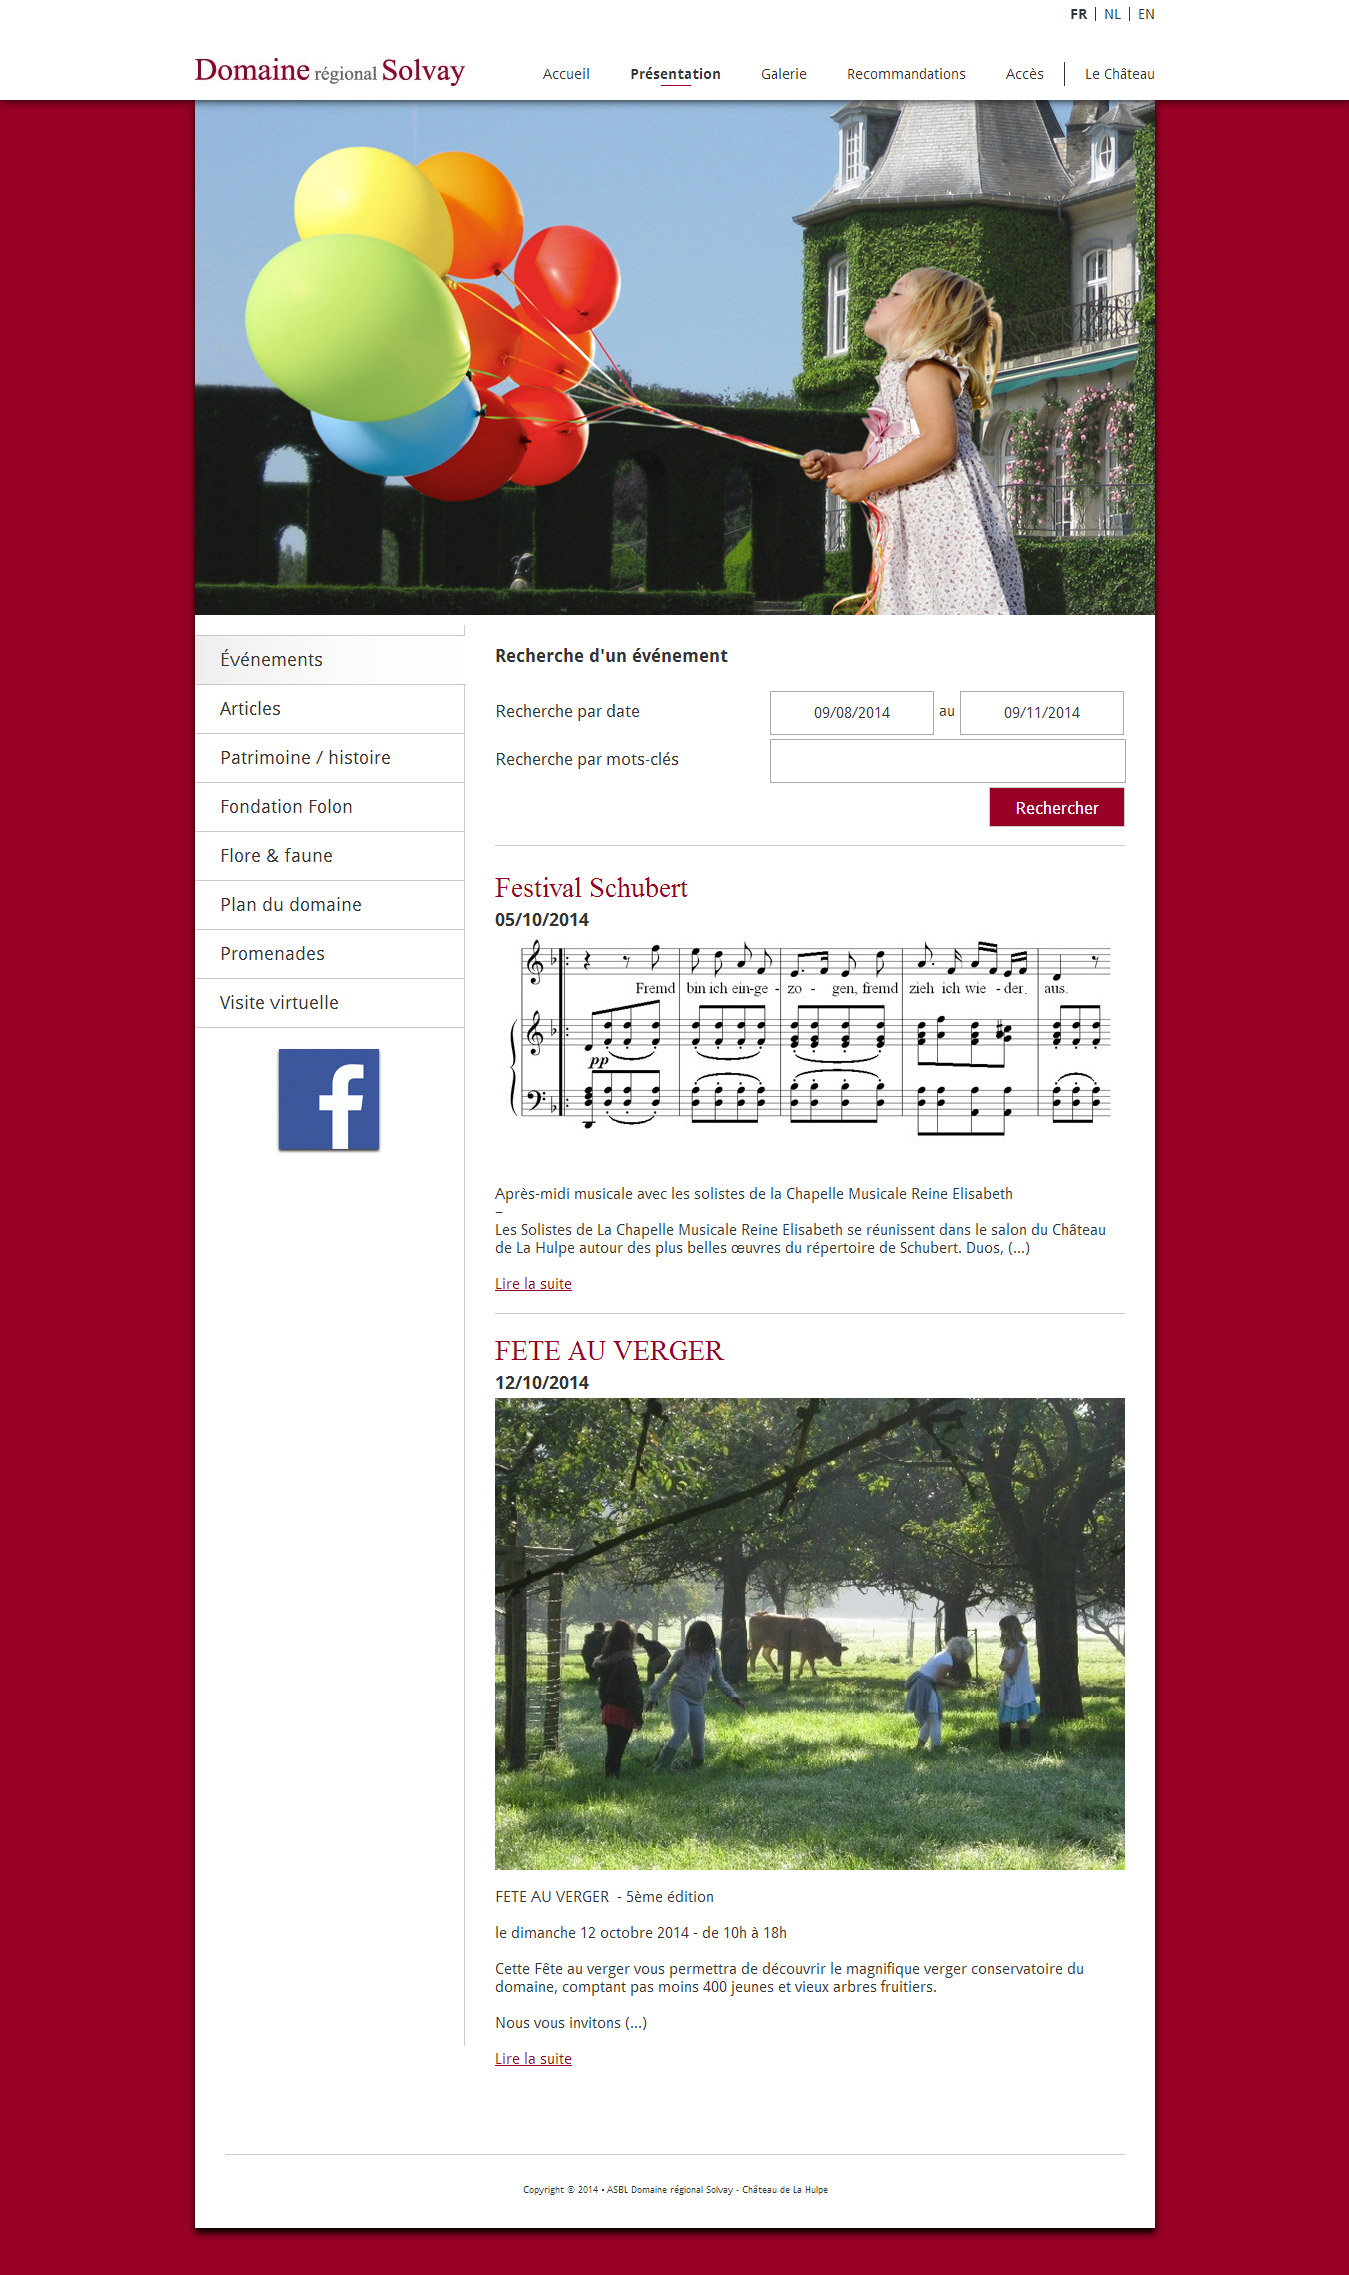 FR | NL | EN
Domaine régional Solvay
Accueil Présentation Galerie Recommandations Accès | Le Château
Événements
Articles
Patrimoine / histoire
Fondation Folon
Flore & faune
Plan du domaine
Promenades
Visite virtuelle
f
Recherche d'un événement
Recherche par date 09/08/2014 au 09/11/2014
Recherche par mots-clés
Rechercher
Festival Schubert
05/10/2014
Fremd bin ich ein-ge - zo - gen, fremd zieh ich wie - der. aus.
pp
Après-midi musicale avec les solistes de la Chapelle Musicale Reine Elisabeth
–
Les Solistes de La Chapelle Musicale Reine Elisabeth se réunissent dans le salon du Château
de La Hulpe autour des plus belles œuvres du répertoire de Schubert. Duos, (...)
Lire la suite
FETE AU VERGER
12/10/2014
FETE AU VERGER - 5ème édition
le dimanche 12 octobre 2014 - de 10h à 18h
Cette Fête au verger vous permettra de découvrir le magnifique verger conservatoire du
domaine, comptant pas moins 400 jeunes et vieux arbres fruitiers.
Nous vous invitons (...)
Lire la suite
Copyright © 2014 • ASBL Domaine régional Solvay - Château de La Hulpe